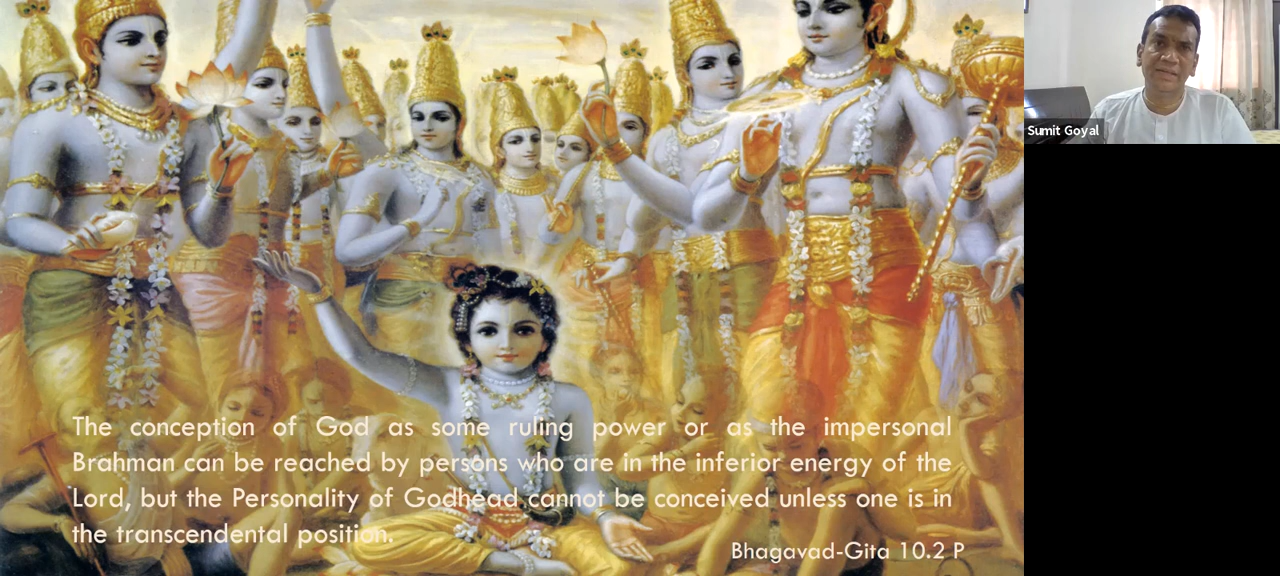 The conception of God as some ruling power or as the impersonal
Brahman can be reached by persons who are in the inferior energy of the
Lord, but the Personality of Godhead cannot be conceived unless one is in
the transcendental position.
Bhagavad-Gita 10.2 P
Sumit Goyal